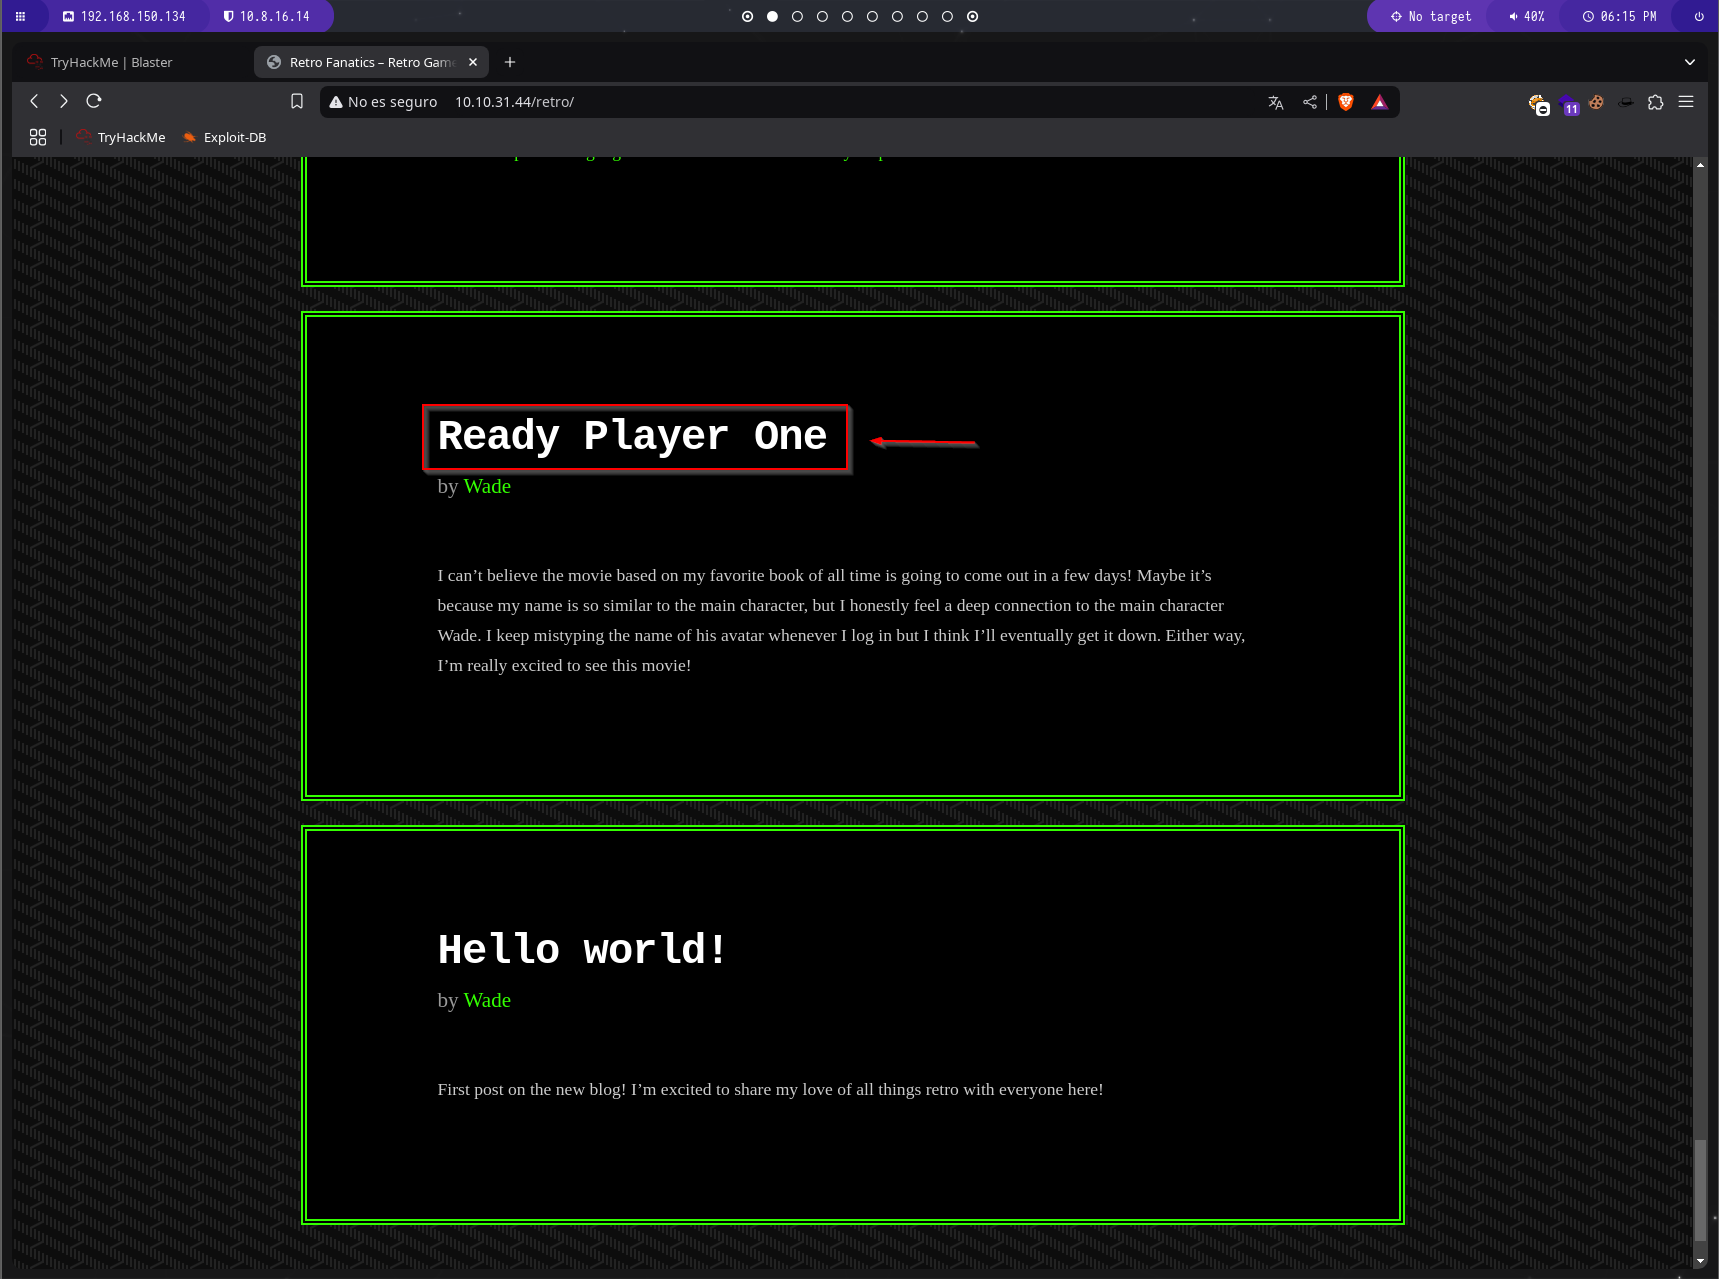 192.168.150.134 10.8.16.14 No target 40% 06:15 PM
TryHackMe | Blaster Retro Fanatics – Retro Game
No es seguro 10.10.31.44/retro/ 11
TryHackMe Exploit-DB
Ready Player One
by Wade
I can’t believe the movie based on my favorite book of all time is going to come out in a few days! Maybe it’s
because my name is so similar to the main character, but I honestly feel a deep connection to the main character
Wade. I keep mistyping the name of his avatar whenever I log in but I think I’ll eventually get it down. Either way,
I’m really excited to see this movie!
Hello world!
by Wade
First post on the new blog! I’m excited to share my love of all things retro with everyone here!